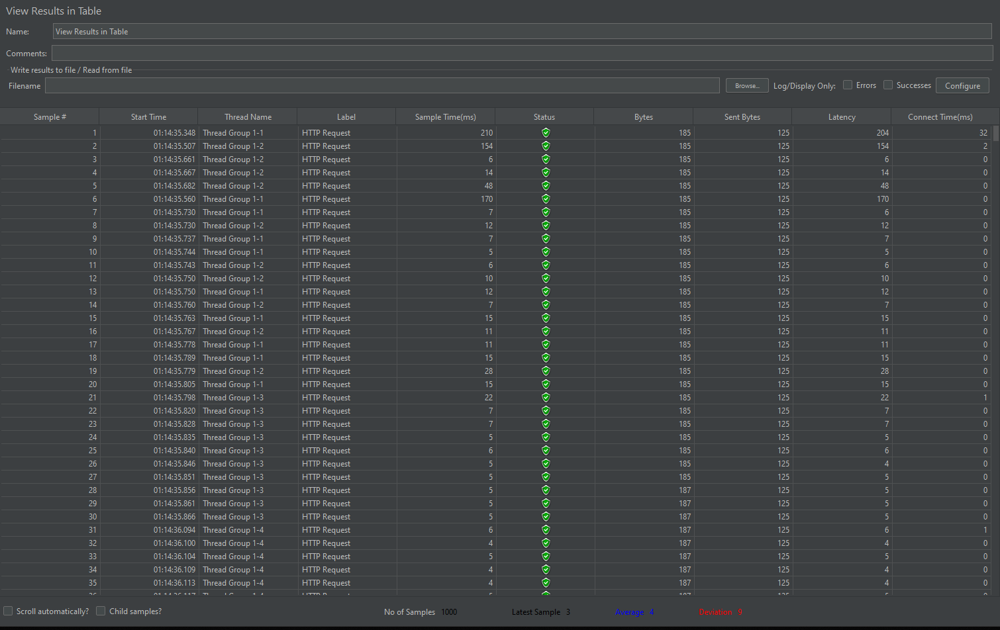 View Results in Table
Name: View Results in Table
Comments:
Write results to file / Read from file
Filename Browse... Log/Display Only: Errors Successes Configure
Sample # Start Time Thread Name Label Sample Time(ms) Status Bytes Sent Bytes Latency Connect Time(ms)
1 01:14:35.348 Thread Group 1-1 HTTP Request 210 185 125 204 32
2 01:14:35.507 Thread Group 1-2 HTTP Request 154 185 125 154 2
3 01:14:35.661 Thread Group 1-2 HTTP Request 6 185 125 6 0
4 01:14:35.667 Thread Group 1-2 HTTP Request 14 185 125 14 0
5 01:14:35.682 Thread Group 1-2 HTTP Request 48 185 125 48 0
6 01:14:35.560 Thread Group 1-1 HTTP Request 170 185 125 170 0
7 01:14:35.730 Thread Group 1-1 HTTP Request 7 185 125 6 0
8 01:14:35.730 Thread Group 1-2 HTTP Request 12 185 125 12 0
9 01:14:35.737 Thread Group 1-1 HTTP Request 7 185 125 7 0
10 01:14:35.744 Thread Group 1-1 HTTP Request 5 185 125 5 0
11 01:14:35.743 Thread Group 1-2 HTTP Request 6 185 125 6 0
12 01:14:35.750 Thread Group 1-2 HTTP Request 10 185 125 10 0
13 01:14:35.750 Thread Group 1-1 HTTP Request 12 185 125 12 0
14 01:14:35.760 Thread Group 1-2 HTTP Request 7 185 125 7 0
15 01:14:35.763 Thread Group 1-1 HTTP Request 15 185 125 15 0
16 01:14:35.767 Thread Group 1-2 HTTP Request 11 185 125 11 0
17 01:14:35.778 Thread Group 1-1 HTTP Request 11 185 125 11 0
18 01:14:35.789 Thread Group 1-1 HTTP Request 15 185 125 15 0
19 01:14:35.779 Thread Group 1-2 HTTP Request 28 185 125 28 0
20 01:14:35.805 Thread Group 1-1 HTTP Request 15 185 125 15 0
21 01:14:35.798 Thread Group 1-3 HTTP Request 22 185 125 22 1
22 01:14:35.820 Thread Group 1-3 HTTP Request 7 185 125 7 0
23 01:14:35.828 Thread Group 1-3 HTTP Request 7 185 125 7 0
24 01:14:35.835 Thread Group 1-3 HTTP Request 5 185 125 5 0
25 01:14:35.840 Thread Group 1-3 HTTP Request 6 185 125 6 0
26 01:14:35.846 Thread Group 1-3 HTTP Request 5 185 125 4 0
27 01:14:35.851 Thread Group 1-3 HTTP Request 5 185 125 5 0
28 01:14:35.856 Thread Group 1-3 HTTP Request 5 187 125 5 0
29 01:14:35.861 Thread Group 1-3 HTTP Request 5 187 125 5 0
30 01:14:35.866 Thread Group 1-3 HTTP Request 5 187 125 5 0
31 01:14:36.094 Thread Group 1-4 HTTP Request 6 187 125 6 1
32 01:14:36.100 Thread Group 1-4 HTTP Request 4 187 125 4 0
33 01:14:36.104 Thread Group 1-4 HTTP Request 5 187 125 5 0
34 01:14:36.109 Thread Group 1-4 HTTP Request 4 187 125 4 0
35 01:14:36.113 Thread Group 1-4 HTTP Request 4 187 125 4 0
Scroll automatically? Child samples? No of Samples 1000 Latest Sample 3 Average 4 Deviation 9